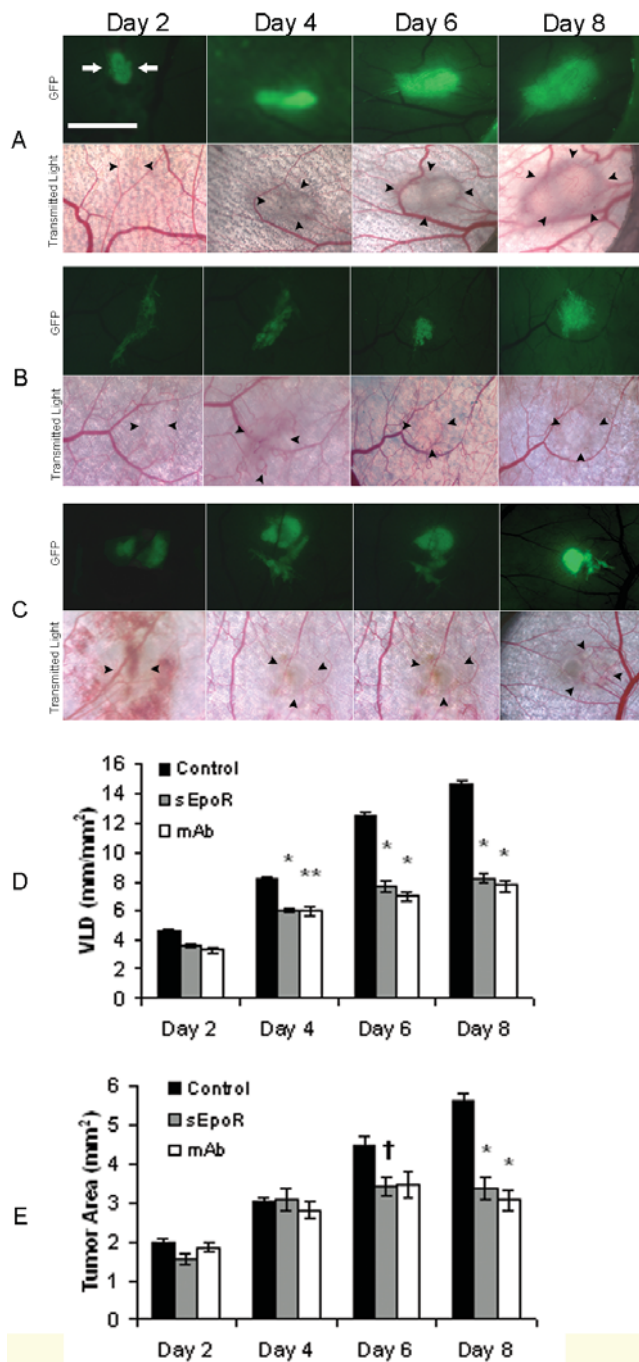 Day 2 Day 4 Day 6 Day 8
GFP
A
Transmitted Light
GFP
B
Transmitted Light
GFP
C
Transmitted Light
D
VLD (mm/mm²)
16
14
12
10
8
6
4
2
0
Control
sEpoR
mAb
* **
* *
* *
Day 2 Day 4 Day 6 Day 8
E
Tumor Area (mm²)
6
5
4
3
2
1
0
Control
sEpoR
mAb
†
* *
Day 2 Day 4 Day 6 Day 8